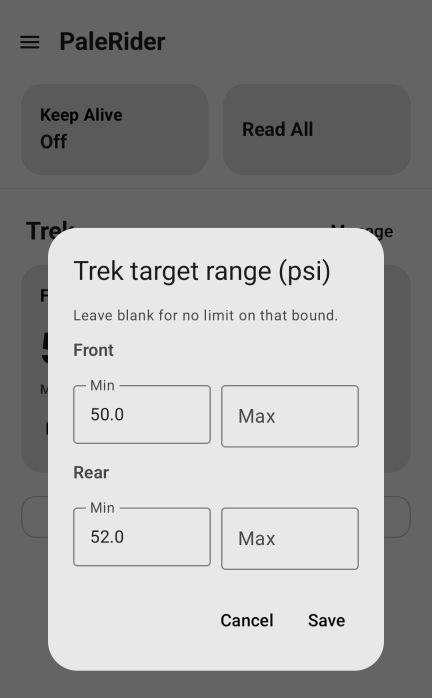 PaleRider
Keep Alive
Off
Read All
Trek target range (psi)
Leave blank for no limit on that bound.
Front
Min
50.0
Max
Rear
Min
52.0
Max
Cancel
Save